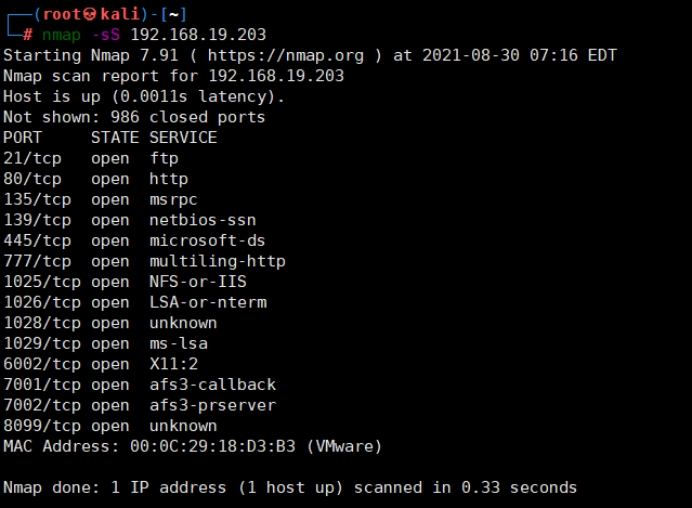 ┌──(root💀kali)-[~]
└─# nmap -sS 192.168.19.203
Starting Nmap 7.91 ( https://nmap.org ) at 2021-08-30 07:16 EDT
Nmap scan report for 192.168.19.203
Host is up (0.0011s latency).
Not shown: 986 closed ports
PORT     STATE SERVICE
21/tcp   open  ftp
80/tcp   open  http
135/tcp  open  msrpc
139/tcp  open  netbios-ssn
445/tcp  open  microsoft-ds
777/tcp  open  multiling-http
1025/tcp open  NFS-or-IIS
1026/tcp open  LSA-or-nterm
1028/tcp open  unknown
1029/tcp open  ms-lsa
6002/tcp open  X11:2
7001/tcp open  afs3-callback
7002/tcp open  afs3-prserver
8099/tcp open  unknown
MAC Address: 00:0C:29:18:D3:B3 (VMware)
Nmap done: 1 IP address (1 host up) scanned in 0.33 seconds